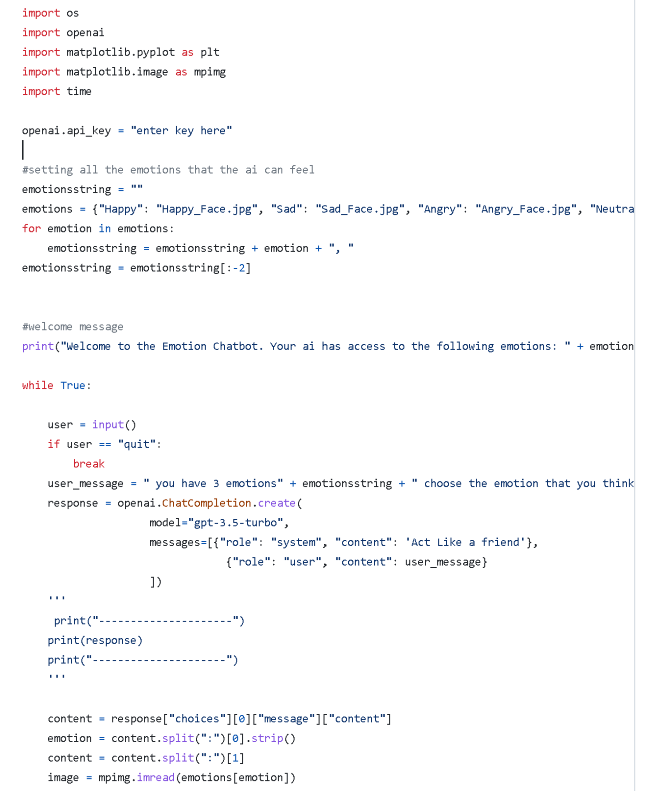 import os
import openai
import matplotlib.pyplot as plt
import matplotlib.image as mpimg
import time
openai.api_key = "enter key here"
#setting all the emotions that the ai can feel
emotionsstring = ""
emotions = {"Happy": "Happy_Face.jpg", "Sad": "Sad_Face.jpg", "Angry": "Angry_Face.jpg", "Neutra
for emotion in emotions:
    emotionsstring = emotionsstring + emotion + ", "
emotionsstring = emotionsstring[:-2]
#welcome message
print("Welcome to the Emotion Chatbot. Your ai has access to the following emotions: " + emotion
while True:
    user = input()
    if user == "quit":
        break
    user_message = " you have 3 emotions" + emotionsstring + " choose the emotion that you think
    response = openai.ChatCompletion.create(
                    model="gpt-3.5-turbo",
                    messages=[{"role": "system", "content": 'Act Like a friend'},
                                {"role": "user", "content": user_message}
                    ])
    '''
     print("---------------------")
    print(response)
    print("---------------------")
    '''
    content = response["choices"][0]["message"]["content"]
    emotion = content.split(":")[0].strip()
    content = content.split(":")[1]
    image = mpimg.imread(emotions[emotion])